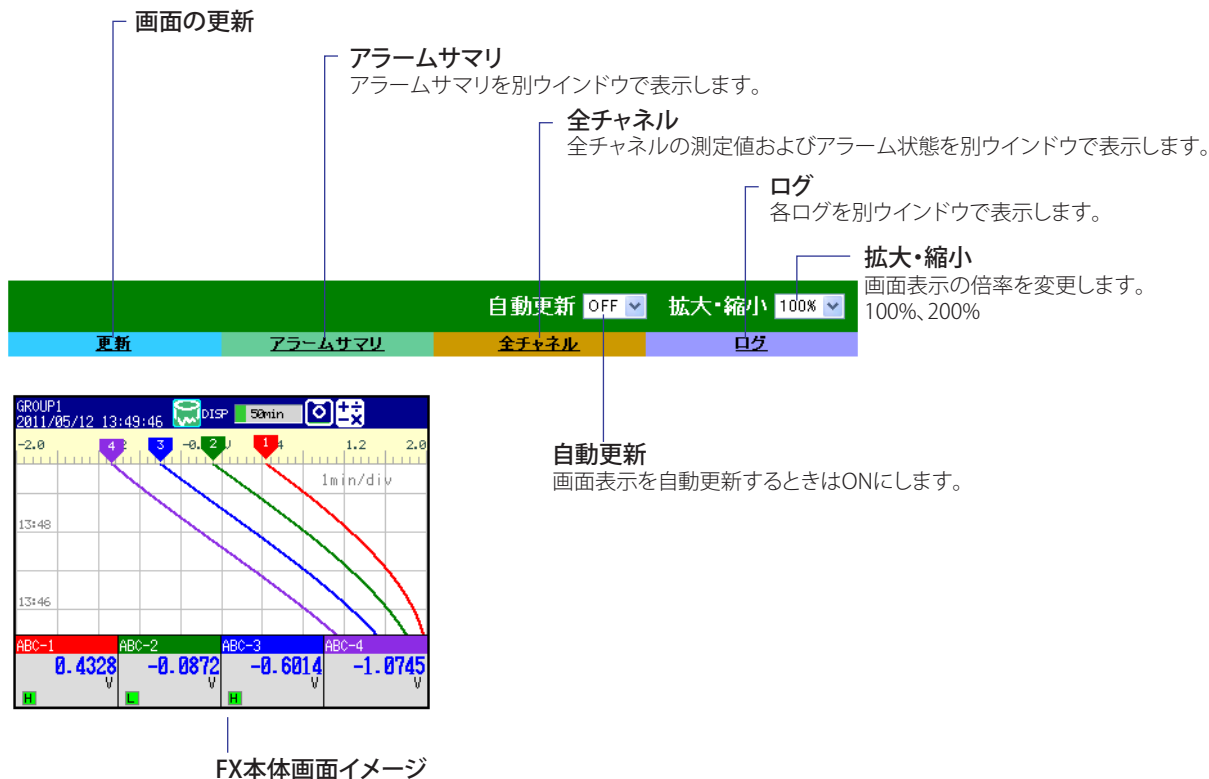 画面の更新
アラームサマリ
アラームサマリを別ウインドウで表示します。
全チャネル
全チャネルの測定値およびアラーム状態を別ウインドウで表示します。
ログ
各ログを別ウインドウで表示します。
拡大・縮小
画面表示の倍率を変更します。
100%、200%
自動更新 OFF 拡大・縮小 100%
更新 アラームサマリ 全チャネル ログ
自動更新
画面表示を自動更新するときはONにします。
GROUP1
2011/05/12 13:49:46 DISP 50min
-2.0 4 3 2 1 1.2 2.0
1min/div
13:48
13:46
ABC-1 ABC-2 ABC-3 ABC-4
0.4328 -0.0872 -0.6014 -1.0745
V V V V
H L H
FX本体画面イメージ